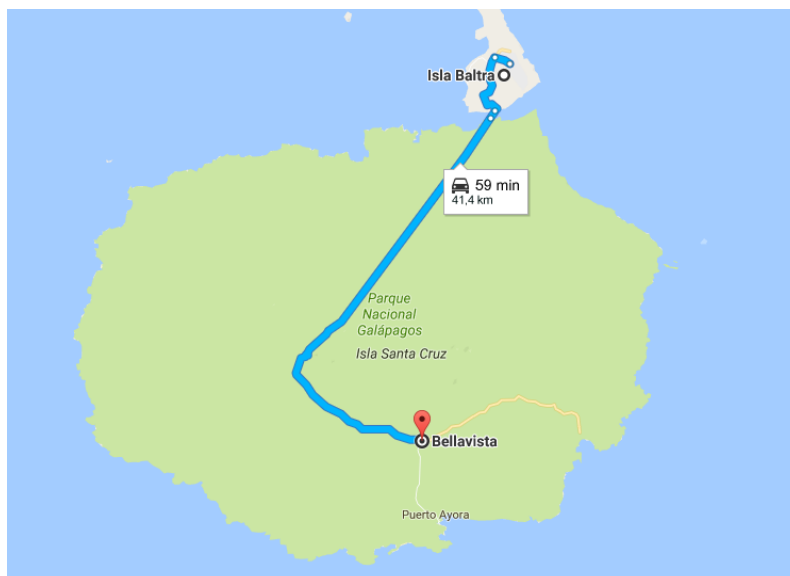 Isla Baltra
59 min
41,4 km
Parque
Nacional
Galápagos
Isla Santa Cruz
Bellavista
Puerto Ayora